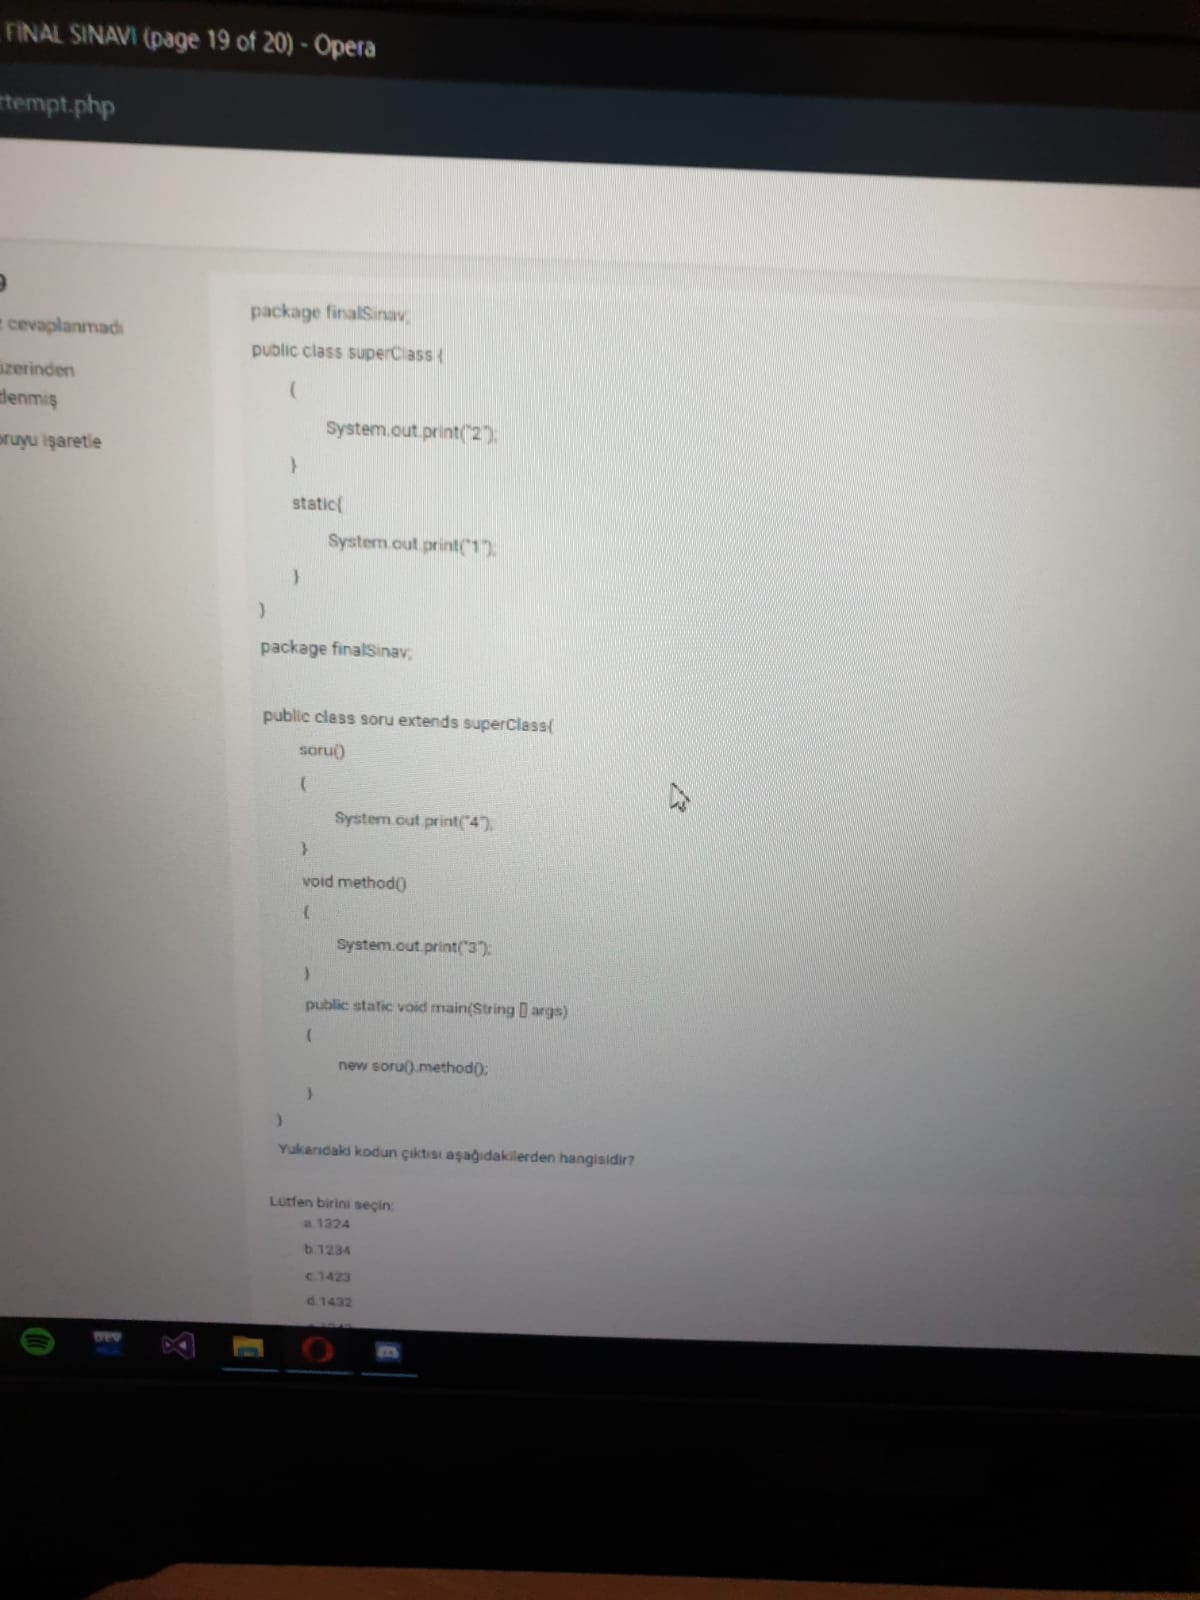 FINAL SINAVI (page 19 of 20) - Opera
ttempt.php
9
cevaplanmadı
üzerinden
oruyu işaretle
package finalSinav;
public class superClass {
{
System.out.print("2");
}
static{
System.out.print("1");
}
}
package finalSinav;
public class soru extends superClass{
soru()
{
System.out.print("4");
}
void method()
{
System.out.print("3");
}
public static void main(String [] args)
{
new soru().method();
}
}
Yukarıdaki kodun çıktısı aşağıdakilerden hangisidir?
Lütfen birini seçin:
a.1324
b.1234
c.1423
d.1432
DEV